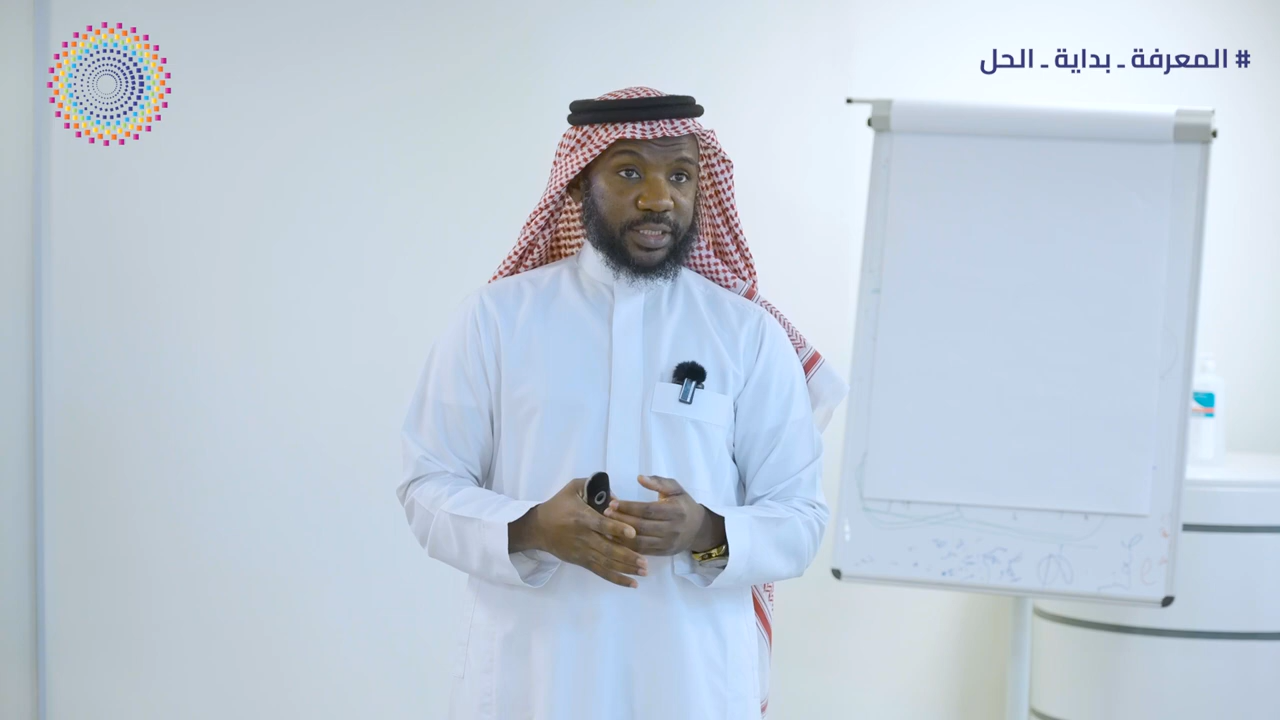 # المعرفة - بداية - الحل